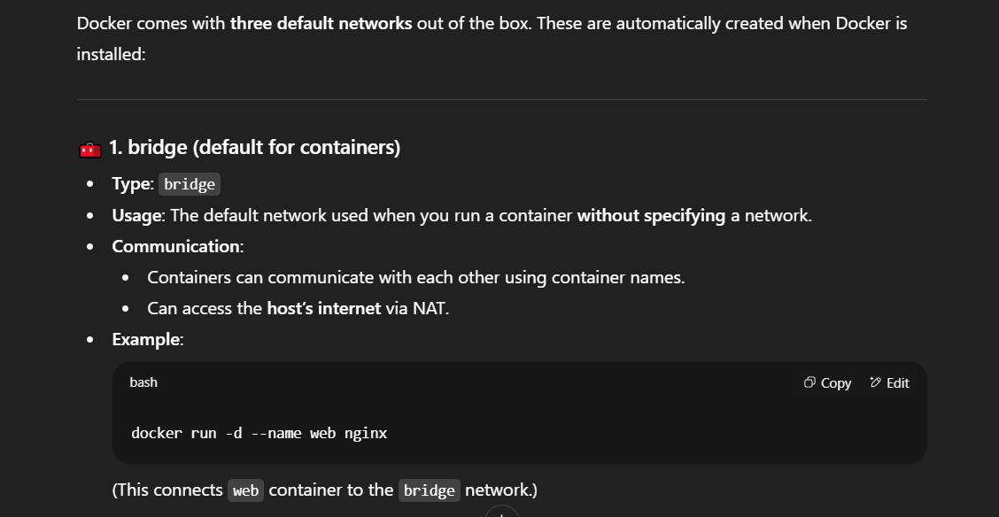 Docker comes with three default networks out of the box. These are automatically created when Docker is
installed:
1. bridge (default for containers)
Type: bridge
Usage: The default network used when you run a container without specifying a network.
Communication:
Containers can communicate with each other using container names.
Can access the host’s internet via NAT.
Example:
bash Copy Edit
docker run -d --name web nginx
(This connects web container to the bridge network.)